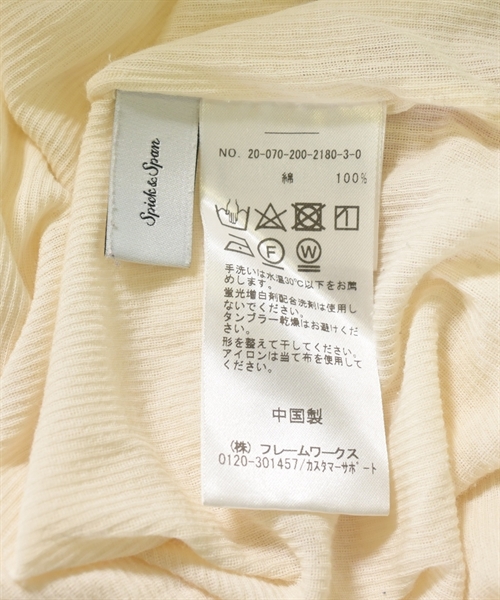 Spick & Span
NO. 20-070-200-2180-3-0
綿 100%
F W
手洗いは水温30℃以下をお薦
めします。
蛍光増白剤配合洗剤は使用し
ないでください。
タンブラー乾燥はお避けくだ
さい。
形を整えて干してください。
アイロンは当て布を使用して
ください。
中国製
(株) フレームワークス
0120-301457/カスタマーサポート